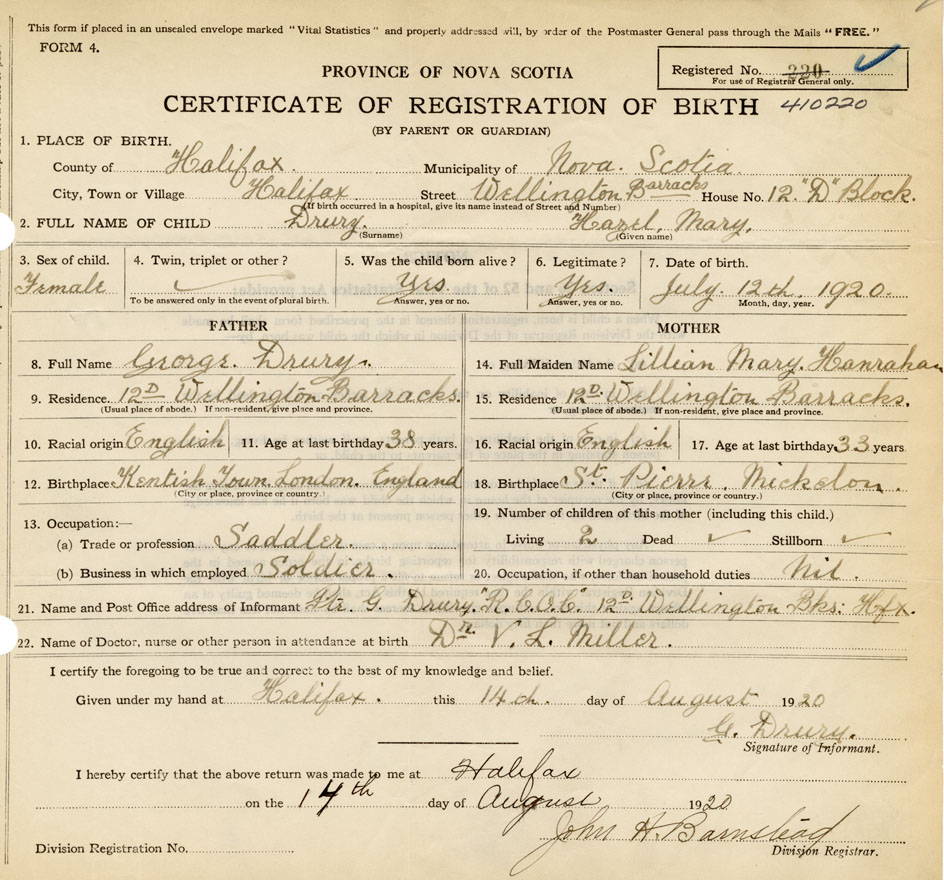 This form if placed in an unsealed envelope marked "Vital Statistics" and properly addressed will, by order of the Postmaster General pass through the Mails "FREE."
FORM 4.
PROVINCE OF NOVA SCOTIA
Registered No. 220
For use of Registrar General only.
CERTIFICATE OF REGISTRATION OF BIRTH 410220
(BY PARENT OR GUARDIAN)
1. PLACE OF BIRTH,
County of Halifax Municipality of Nova. Scotia
City, Town or Village Halifax Street Wellington Barracks House No. 12. "D" Block.
(If birth occurred in a hospital, give its name instead of Street and Number)
2. FULL NAME OF CHILD Drury. Hazel, Mary.
(Surname) (Given name)
3. Sex of child. 4. Twin, triplet or other? 5. Was the child born alive? 6. Legitimate? 7. Date of birth.
Female Yes. Yes. July 12th, 1920.
To be answered only in the event of plural birth. Answer, yes or no. Answer, yes or no. Month, day, year.
FATHER MOTHER
8. Full Name George. Drury. 14. Full Maiden Name Lillian Mary. Hanrahan
9. Residence. 12D Wellington Barracks. 15. Residence 12D. Wellington Barracks.
(Usual place of abode.) If non-resident, give place and province. (Usual place of abode.) If non-resident, give place and province.
10. Racial origin English 11. Age at last birthday 38 years. 16. Racial origin English 17. Age at last birthday 33 years.
12. Birthplace Kentish Town. London. England 18. Birthplace St. Pierre, Mickelon.
(City or place, province or country.) (City or place, province or country.)
13. Occupation:— 19. Number of children of this mother (including this child.)
(a) Trade or profession Saddler. Living 2 Dead Stillborn
(b) Business in which employed Soldier. 20. Occupation, if other than household duties Nil.
21. Name and Post Office address of Informant Pte. G. Drury. "R.C.O.C." 12D. Wellington Bks: Hfx.
22. Name of Doctor, nurse or other person in attendance at birth Dr. V. L. Miller.
I certify the foregoing to be true and correct to the best of my knowledge and belief.
Given under my hand at Halifax. this 14th. day of August 1920
G. Drury.
Signature of Informant.
I hereby certify that the above return was made to me at Halifax
on the 14th day of August 1920
John H. Barnstead
Division Registrar.
Division Registration No.